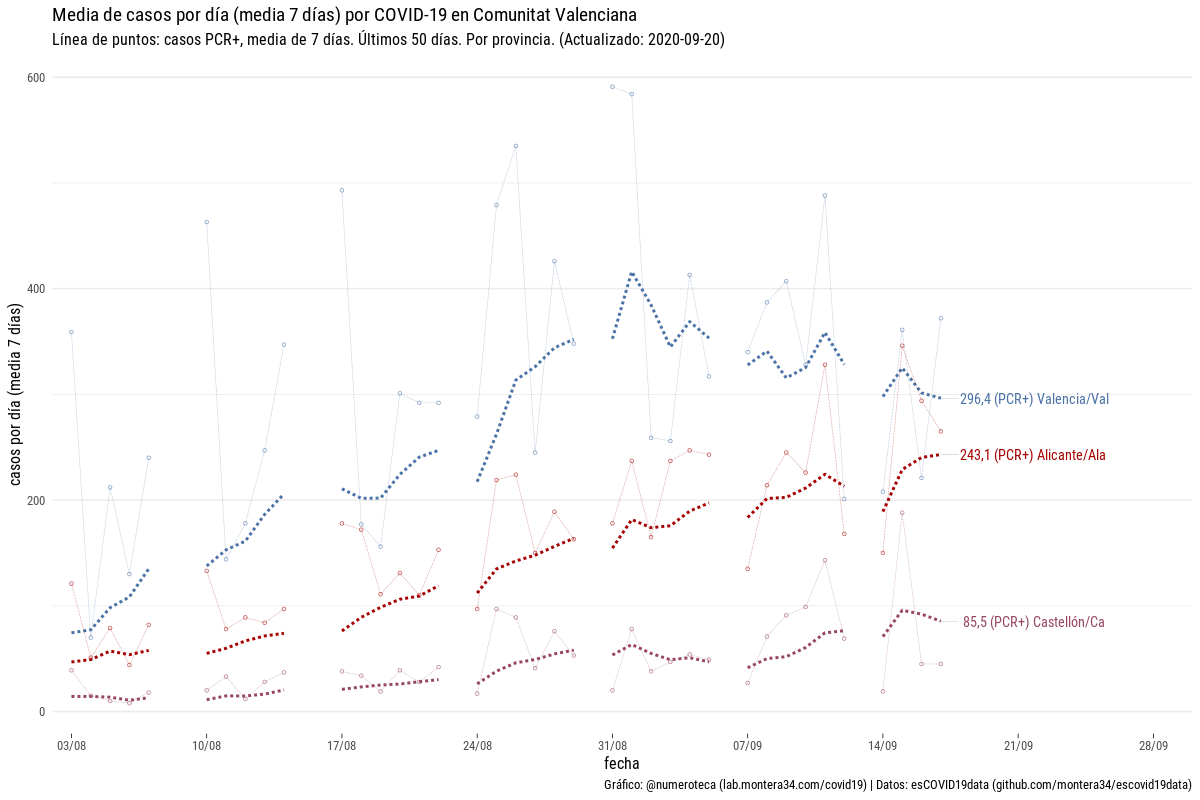 Media de casos por día (media 7 días) por COVID-19 en Comunitat Valenciana
Línea de puntos: casos PCR+, media de 7 días. Últimos 50 días. Por provincia. (Actualizado: 2020-09-20)
casos por día (media 7 días)
600
400
200
0
296,4 (PCR+) Valencia/Val
243,1 (PCR+) Alicante/Ala
85,5 (PCR+) Castellón/Ca
03/08
10/08
17/08
24/08
31/08
07/09
14/09
21/09
28/09
fecha
Gráfico: @numeroteca (lab.montera34.com/covid19) | Datos: esCOVID19data (github.com/montera34/escovid19data)